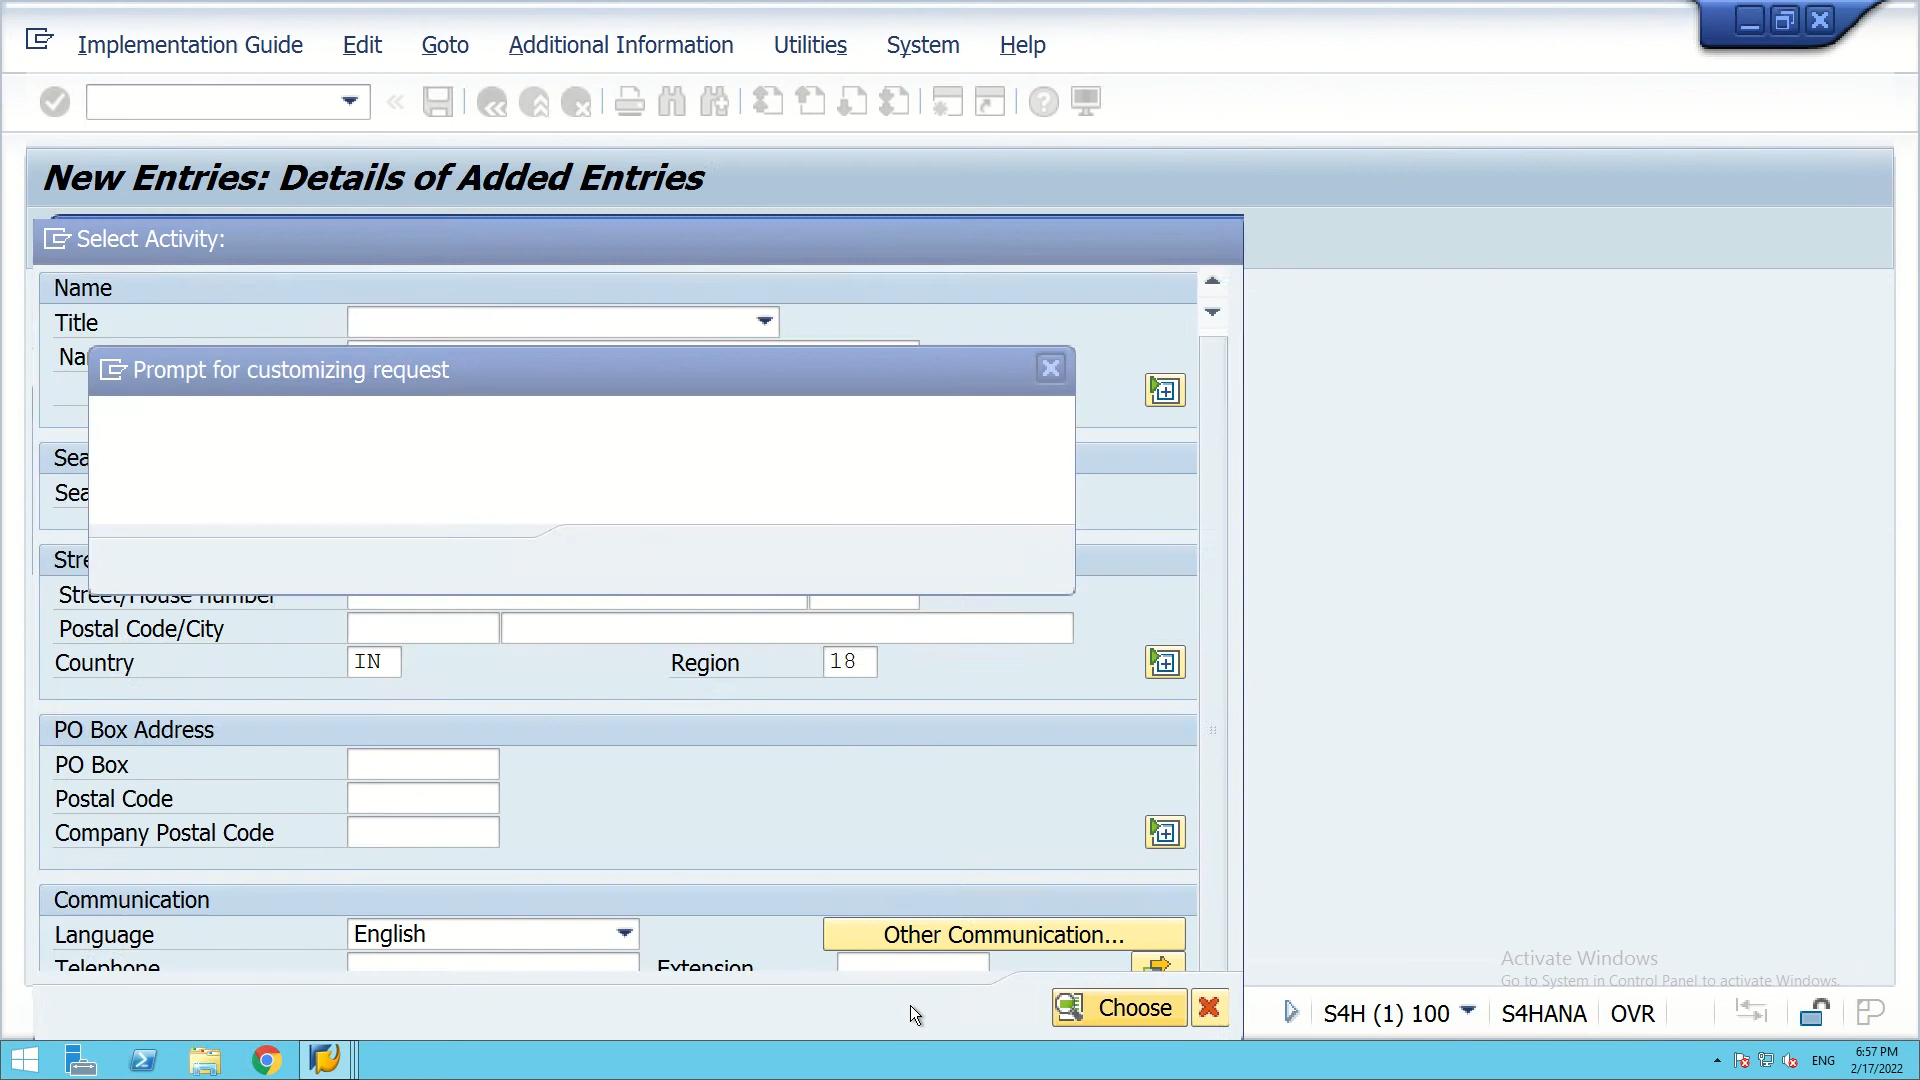 Implementation Guide Edit Goto Additional Information Utilities System Help
New Entries: Details of Added Entries
Select Activity:
Name
Title
Na
Prompt for customizing request
Sea
Sea
Stre
Street/House number
Postal Code/City
Country IN Region 18
PO Box Address
PO Box
Postal Code
Company Postal Code
Communication
Language English Other Communication...
Telephone Extension
Activate Windows
Go to System in Control Panel to activate Windows.
Choose
S4H (1) 100 S4HANA OVR
ENG
6:57 PM
2/17/2022